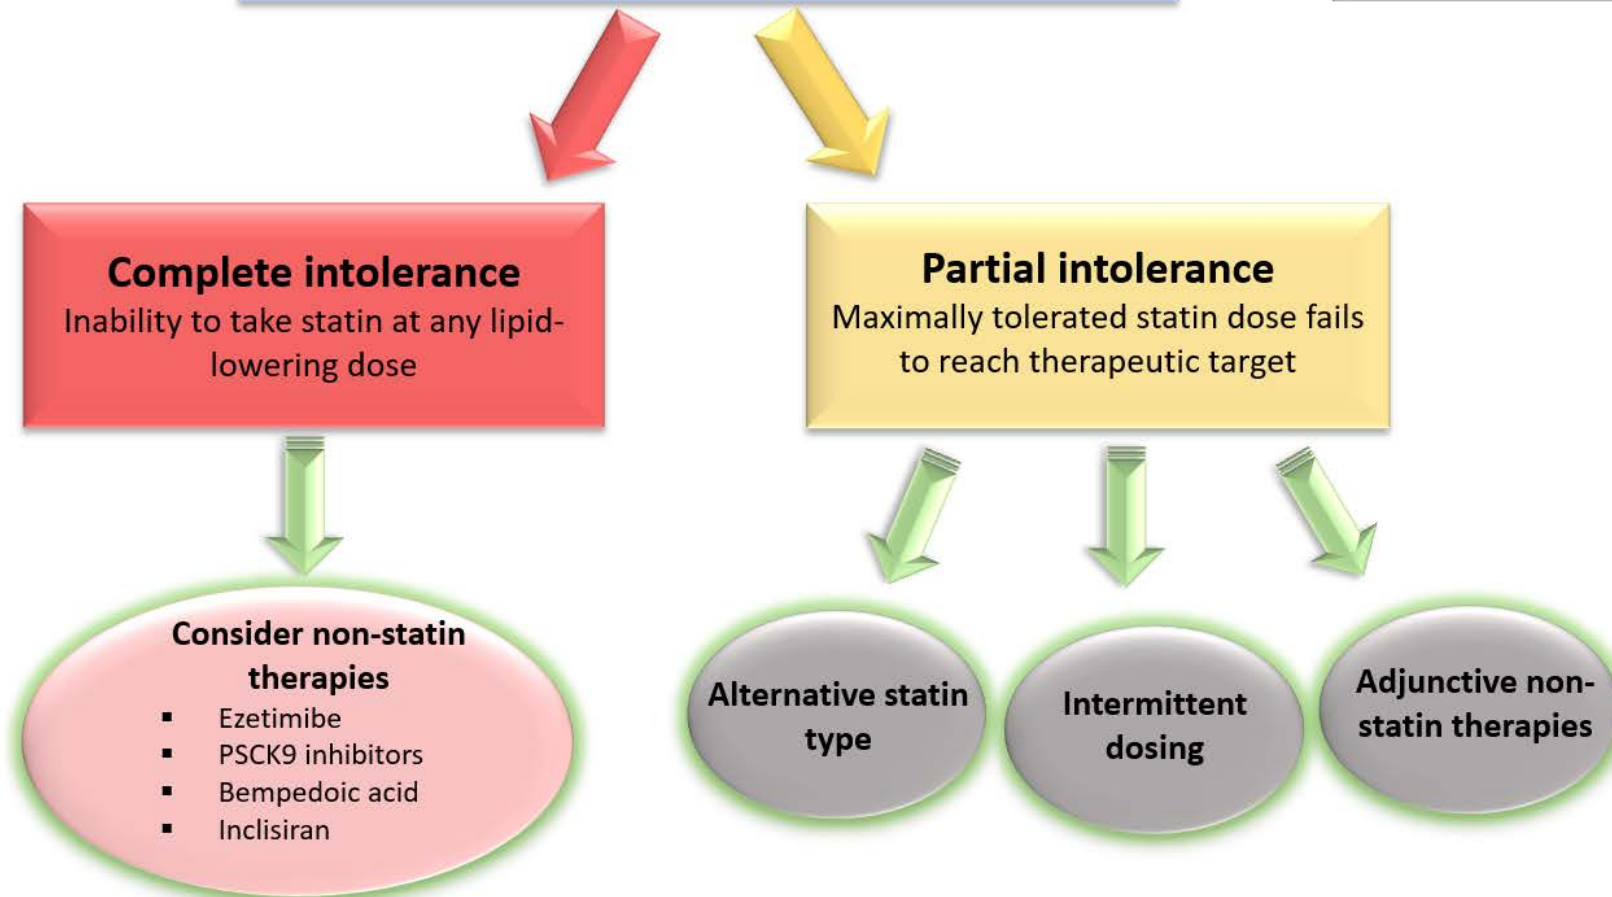 Complete intolerance
Inability to take statin at any lipid-
lowering dose
Partial intolerance
Maximally tolerated statin dose fails
to reach therapeutic target
Consider non-statin
therapies
▪ Ezetimibe
▪ PSCK9 inhibitors
▪ Bempedoic acid
▪ Inclisiran
Alternative statin
type
Intermittent
dosing
Adjunctive non-
statin therapies